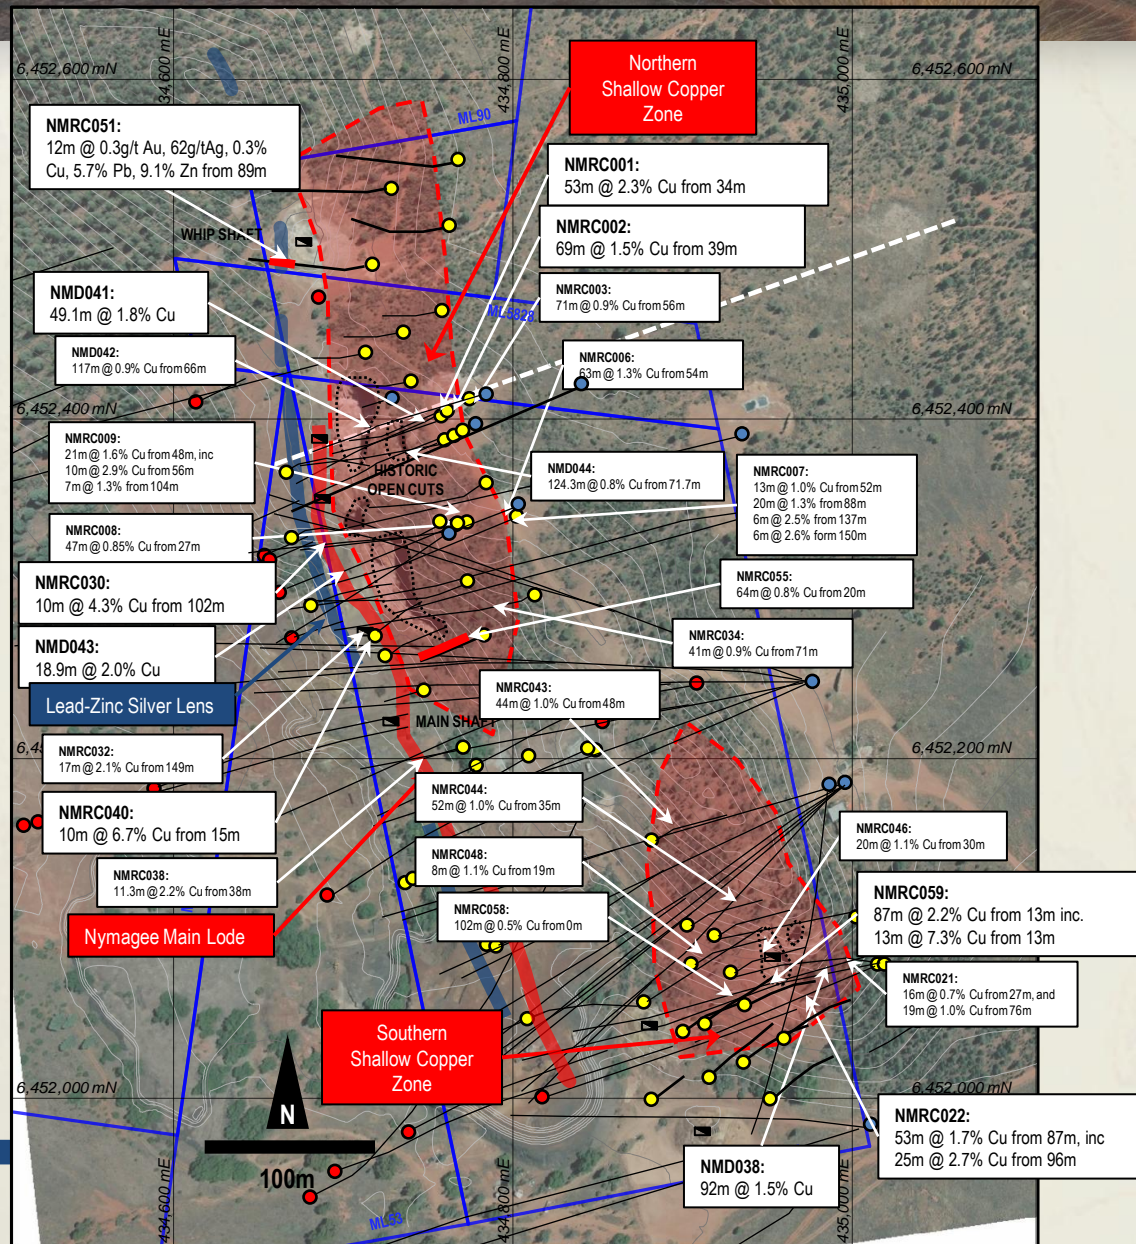 434,600 mE
434,800 mE
435,000 mE
6,452,600 mN
6,452,600 mN
Northern
Shallow Copper
Zone
ML90
NMRC051:
12m @ 0.3g/t Au, 62g/tAg, 0.3%
Cu, 5.7% Pb, 9.1% Zn from 89m
NMRC001:
53m @ 2.3% Cu from 34m
NMRC002:
69m @ 1.5% Cu from 39m
WHIP SHAFT
NMRC003:
71m @ 0.9% Cu from 56m
NMD041:
49.1m @ 1.8% Cu
ML5828
NMD042:
117m @ 0.9% Cu from 66m
NMRC006:
63m @ 1.3% Cu from 54m
6,452,400 mN
6,452,400 mN
NMRC009:
21m @ 1.6% Cu from 48m, inc
10m @ 2.9% Cu from 56m
7m @ 1.3% from 104m
HISTORIC
OPEN CUTS
NMD044:
124.3m @ 0.8% Cu from 71.7m
NMRC007:
13m @ 1.0% Cu from 52m
20m @ 1.3% from 88m
6m @ 2.5% from 137m
6m @ 2.6% form 150m
NMRC008:
47m @ 0.85% Cu from 27m
NMRC030:
10m @ 4.3% Cu from 102m
NMRC055:
64m @ 0.8% Cu from 20m
NMD043:
18.9m @ 2.0% Cu
NMRC034:
41m @ 0.9% Cu from 71m
Lead-Zinc Silver Lens
NMRC043:
44m @ 1.0% Cu from 48m
MAIN SHAFT
NMRC032:
17m @ 2.1% Cu from 149m
6,452,200 mN
NMRC044:
52m @ 1.0% Cu from 35m
NMRC040:
10m @ 6.7% Cu from 15m
NMRC046:
20m @ 1.1% Cu from 30m
NMRC048:
8m @ 1.1% Cu from 19m
NMRC038:
11.3m @ 2.2% Cu from 38m
NMRC059:
87m @ 2.2% Cu from 13m inc.
13m @ 7.3% Cu from 13m
NMRC058:
102m @ 0.5% Cu from 0m
Nymagee Main Lode
NMRC021:
16m @ 0.7% Cu from 27m, and
19m @ 1.0% Cu from 76m
Southern
Shallow Copper
Zone
6,452,000 mN
6,452,000 mN
N
NMRC022:
53m @ 1.7% Cu from 87m, inc
25m @ 2.7% Cu from 96m
100m
NMD038:
92m @ 1.5% Cu
ML53
434,600 mE
434,800 mE
435,000 mE